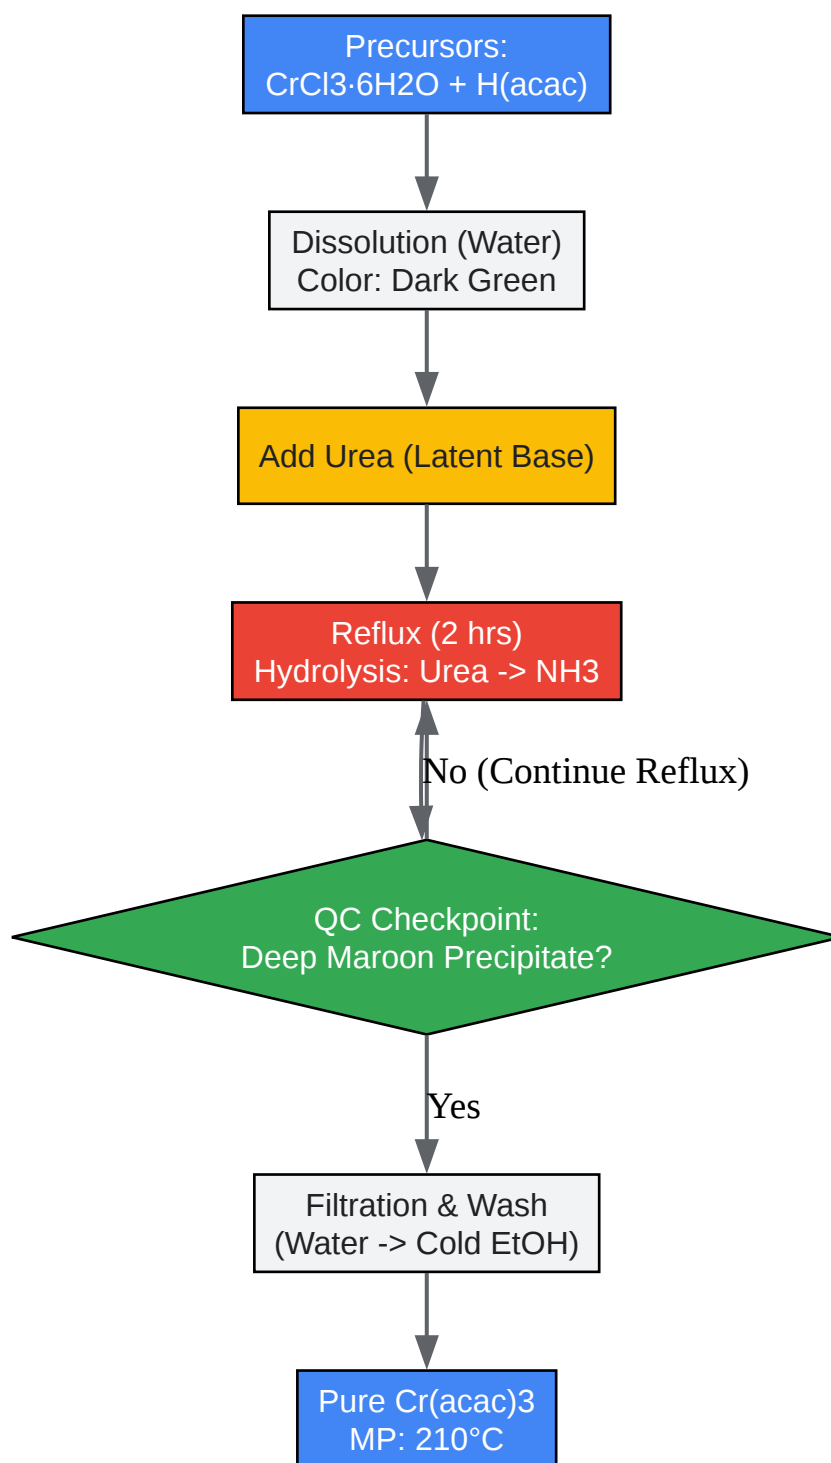 Precursors:
CrCl3·6H2O + H(acac)
Dissolution (Water)
Color: Dark Green
Add Urea (Latent Base)
Reflux (2 hrs)
Hydrolysis: Urea -> NH3
No (Continue Reflux)
QC Checkpoint:
Deep Maroon Precipitate?
Yes
Filtration & Wash
(Water -> Cold EtOH)
Pure Cr(acac)3
MP: 210°C